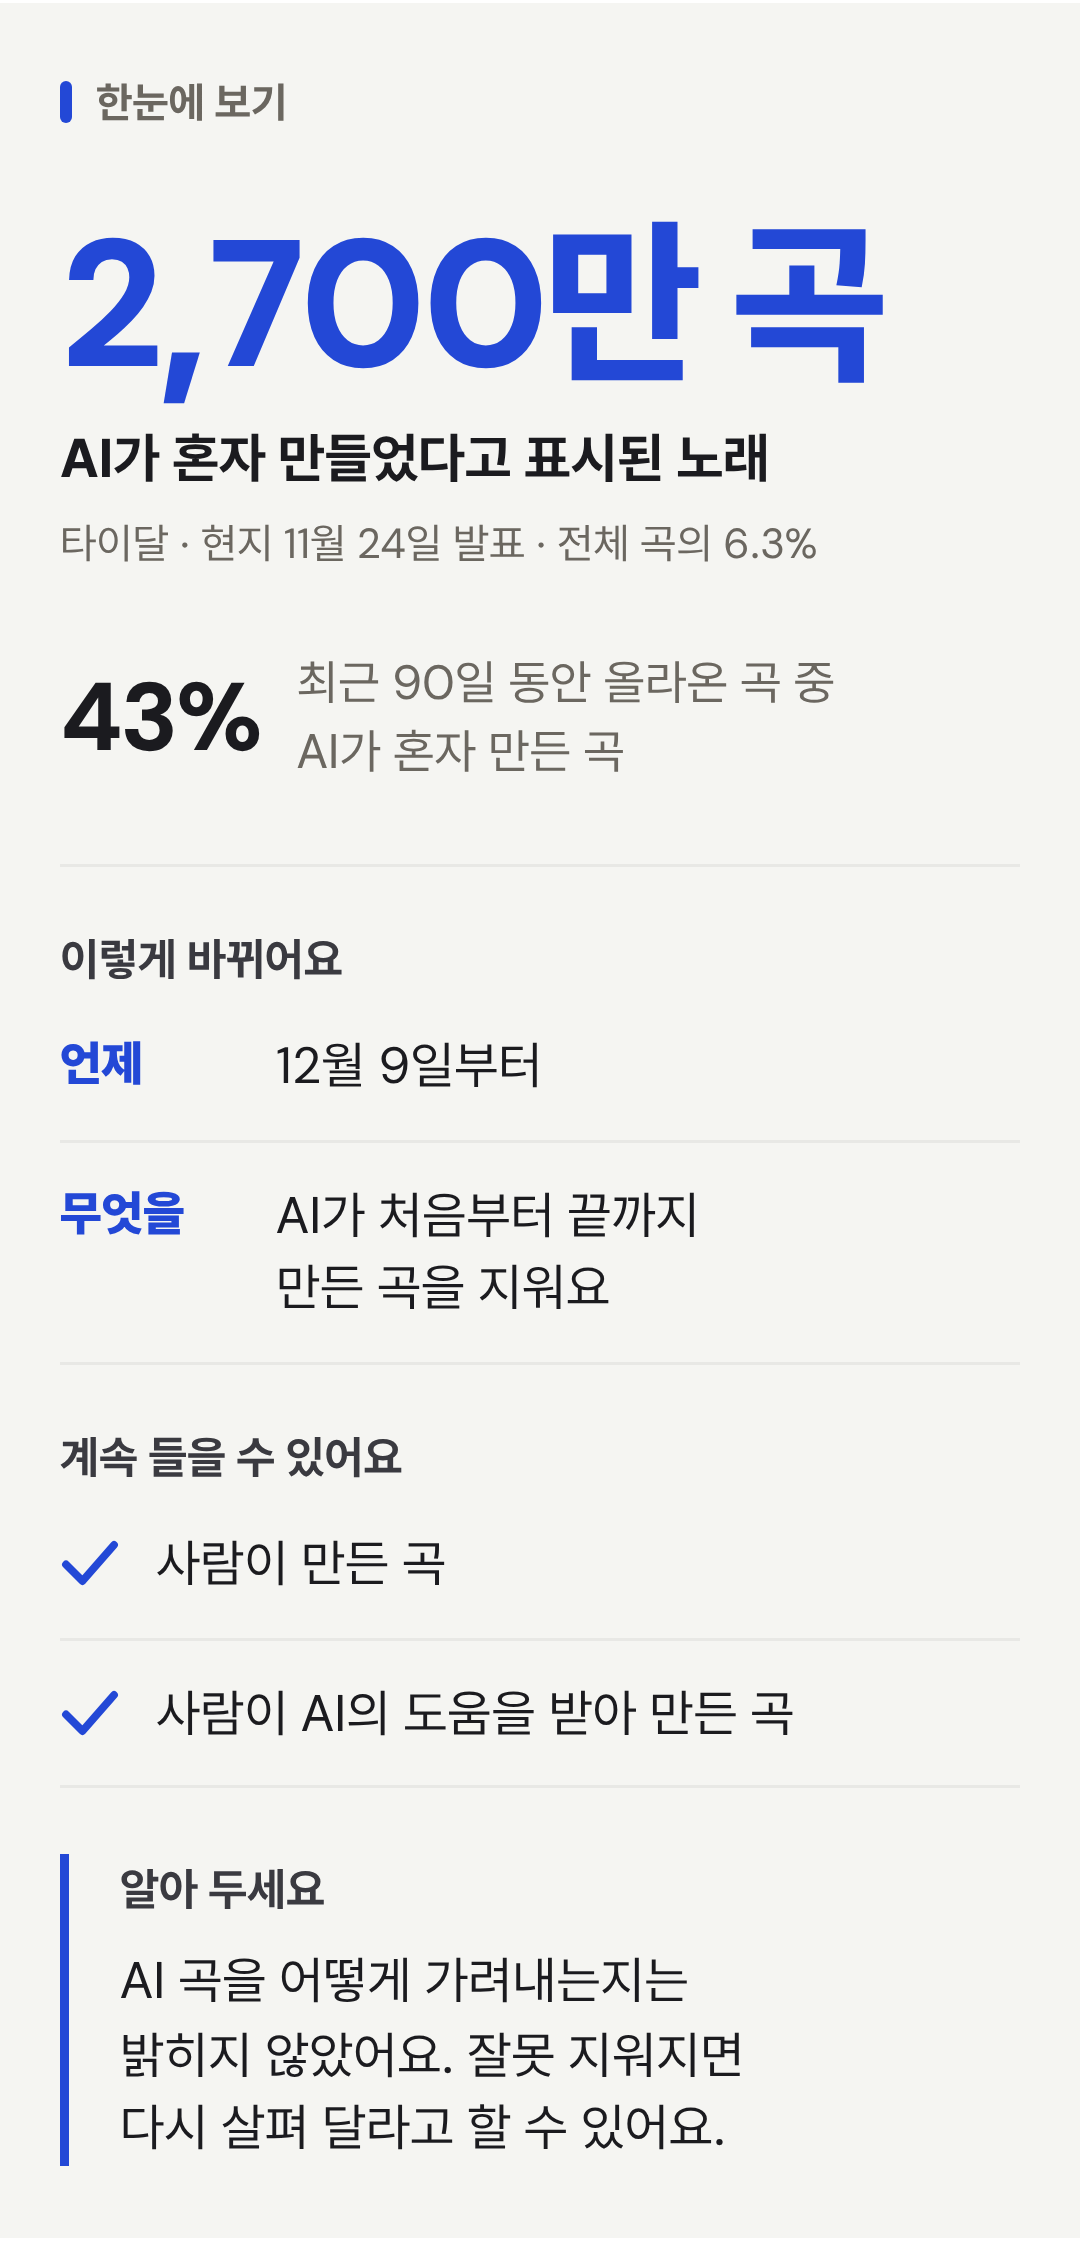 한눈에 보기
2,700만 곡
AI가 혼자 만들었다고 표시된 노래
타이달 · 현지 11월 24일 발표 · 전체 곡의 6.3%
43%
최근 90일 동안 올라온 곡 중
AI가 혼자 만든 곡
이렇게 바뀌어요
언제 12월 9일부터
무엇을 AI가 처음부터 끝까지
만든 곡을 지워요
계속 들을 수 있어요
사람이 만든 곡
사람이 AI의 도움을 받아 만든 곡
알아 두세요
AI 곡을 어떻게 가려내는지는
밝히지 않았어요. 잘못 지워지면
다시 살펴 달라고 할 수 있어요.